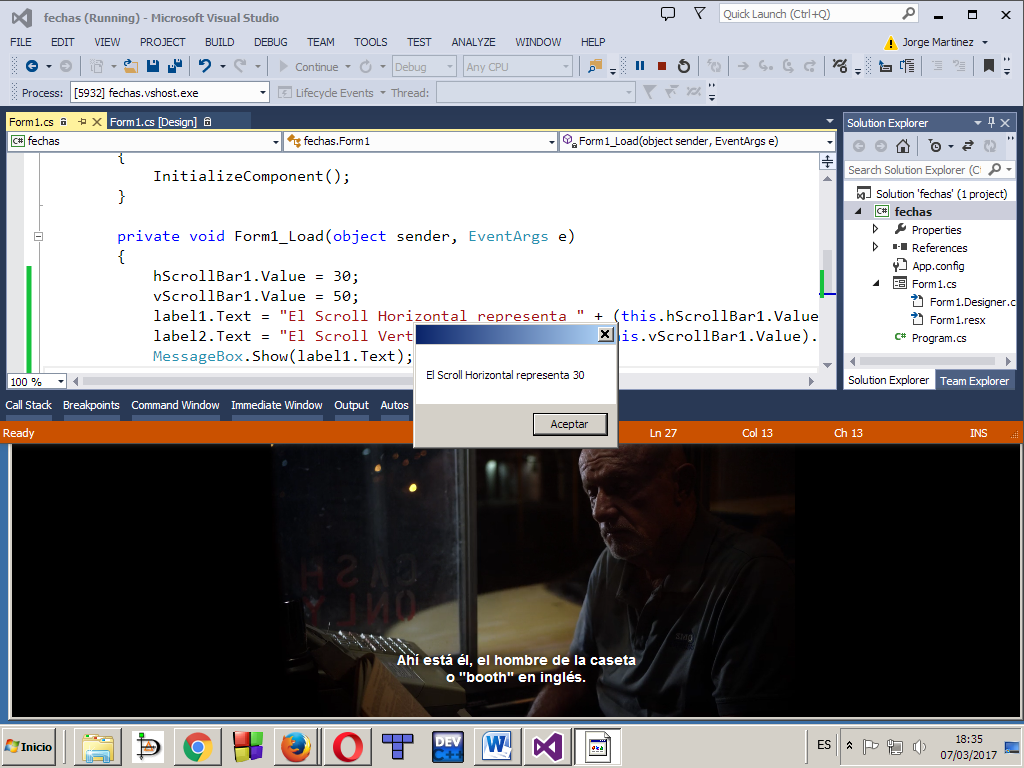 fechas (Running) - Microsoft Visual Studio
Quick Launch (Ctrl+Q)
FILE EDIT VIEW PROJECT BUILD DEBUG TEAM TOOLS TEST ANALYZE WINDOW HELP
Jorge Martinez
Continue Debug Any CPU
Process: [5932] fechas.vshost.exe Lifecycle Events Thread:
Form1.cs Form1.cs [Design]
Solution Explorer
C# fechas fechas.Form1 Form1_Load(object sender, EventArgs e)
{
InitializeComponent();
}
private void Form1_Load(object sender, EventArgs e)
{
hScrollBar1.Value = 30;
vScrollBar1.Value = 50;
label1.Text = "El Scroll Horizontal representa " + (this.hScrollBar1.Value
label2.Text = "El Scroll Vert is.vScrollBar1.Value).
MessageBox.Show(label1.Text);
100 %
Search Solution Explorer (C
Solution 'fechas' (1 project)
C# fechas
Properties
References
App.config
Form1.cs
Form1.Designer.c
Form1.resx
C# Program.cs
Solution Explorer Team Explorer
El Scroll Horizontal representa 30
Aceptar
Call Stack Breakpoints Command Window Immediate Window Output Autos
Ready Ln 27 Col 13 Ch 13 INS
CASH
ONLY
SMO
Ahí está él, el hombre de la caseta
o "booth" en inglés.
Inicio
DEV
C++
ES
18:35
07/03/2017